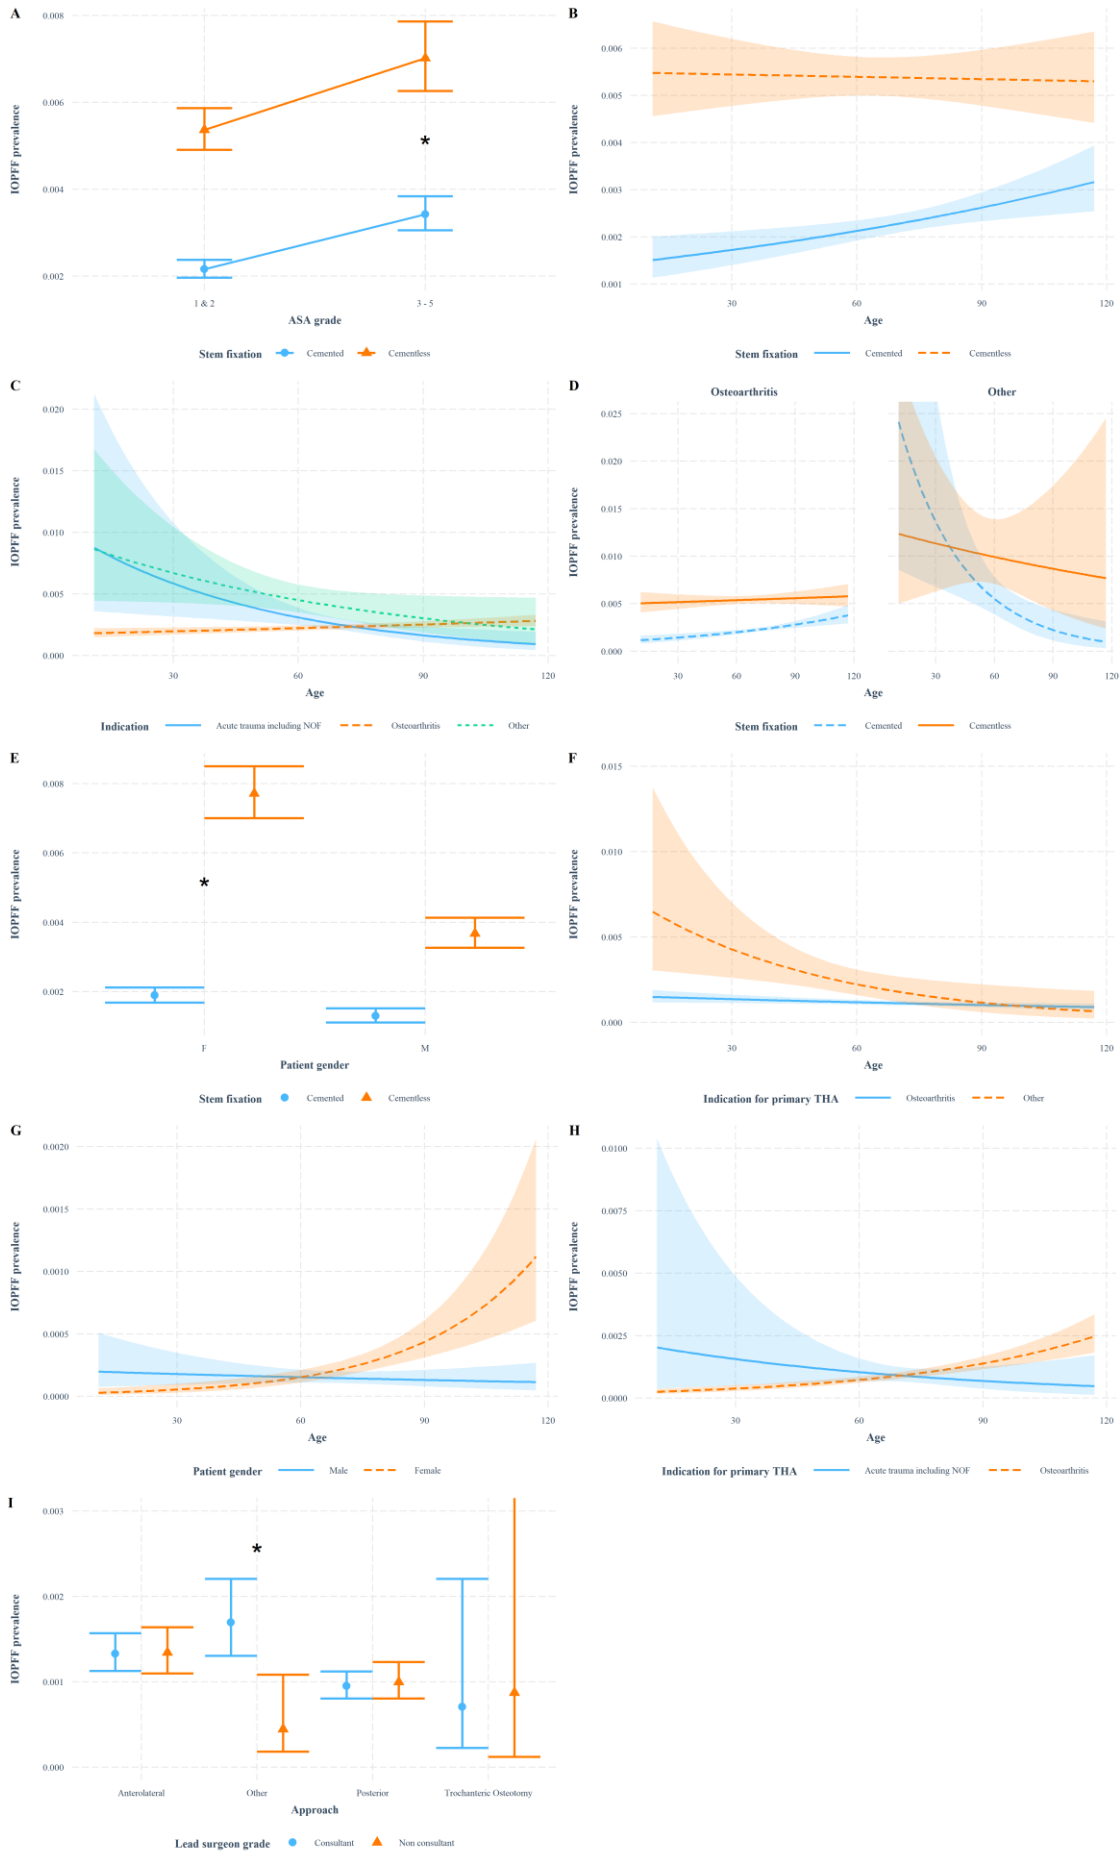 A
IOPFF prevalence
0.008
0.006
0.004
0.002
1 & 2
3 - 5
ASA grade
Stem fixation Cemented Cementless
*
B
IOPFF prevalence
0.006
0.005
0.004
0.003
0.002
0.001
30 60 90 120
Age
Stem fixation Cemented Cementless
C
IOPFF prevalence
0.020
0.015
0.010
0.005
0.000
30 60 90 120
Age
Indication Acute trauma including NOF Osteoarthritis Other
D
Osteoarthritis Other
IOPFF prevalence
0.025
0.020
0.015
0.010
0.005
0.000
30 60 90 120 30 60 90 120
Age
Stem fixation Cemented Cementless
E
IOPFF prevalence
0.008
0.006
0.004
0.002
*
F M
Patient gender
Stem fixation Cemented Cementless
F
IOPFF prevalence
0.015
0.010
0.005
0.000
30 60 90 120
Age
Indication for primary THA Osteoarthritis Other
G
IOPFF prevalence
0.0020
0.0015
0.0010
0.0005
0.0000
30 60 90 120
Age
Patient gender Male Female
H
IOPFF prevalence
0.0100
0.0075
0.0050
0.0025
0.0000
30 60 90 120
Age
Indication for primary THA Acute trauma including NOF Osteoarthritis
I
IOPFF prevalence
0.003
0.002
0.001
0.000
*
Anterolateral Other Posterior Trochanteric Osteotomy
Approach
Lead surgeon grade Consultant Non consultant